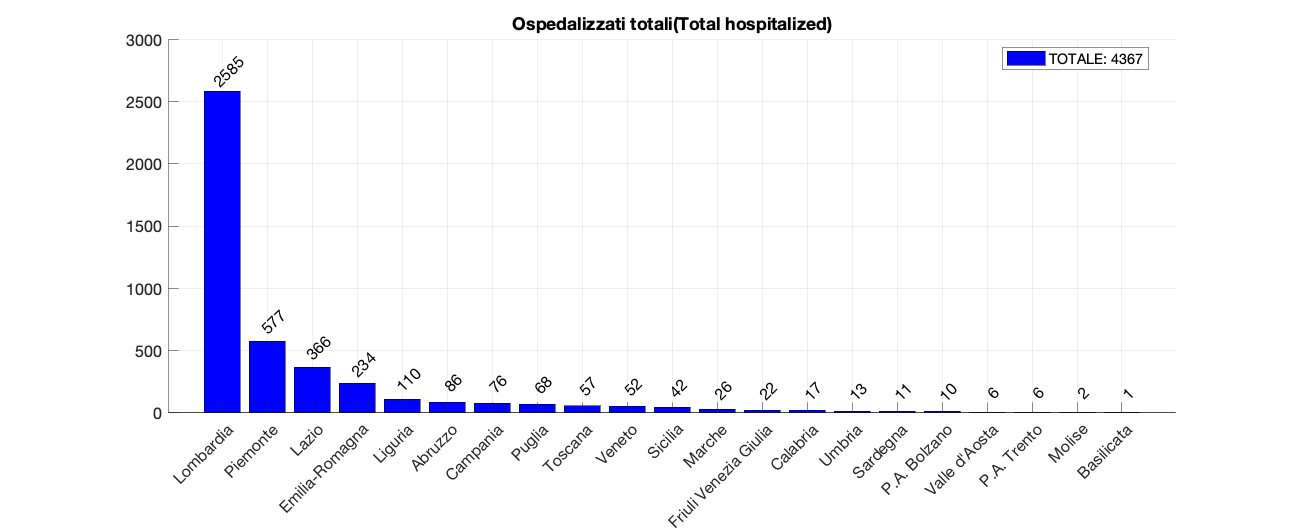 Ospedalizzati totali(Total hospitalized)
TOTALE: 4367
3000
2500
2000
1500
1000
500
0
2585
577
366
234
110
86
76
68
57
52
42
26
22
17
13
11
10
6
6
2
1
Lombardia
Piemonte
Lazio
Emilia-Romagna
Liguria
Abruzzo
Campania
Puglia
Toscana
Veneto
Sicilia
Marche
Friuli Venezia Giulia
Calabria
Umbria
Sardegna
P.A. Bolzano
Valle d'Aosta
P.A. Trento
Molise
Basilicata